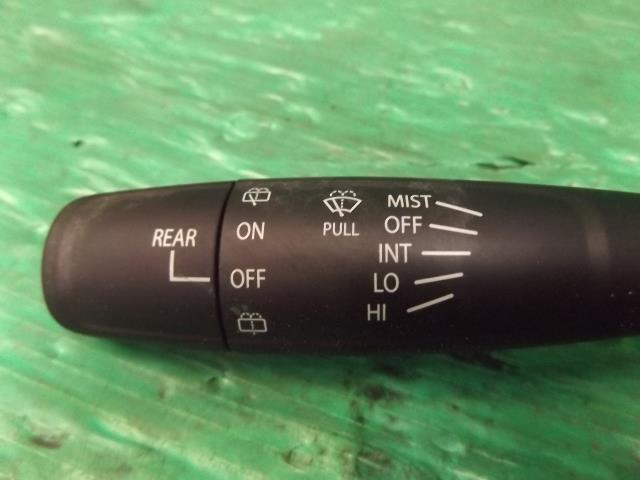 REAR
ON
OFF
PULL
MIST
OFF
INT
LO
HI